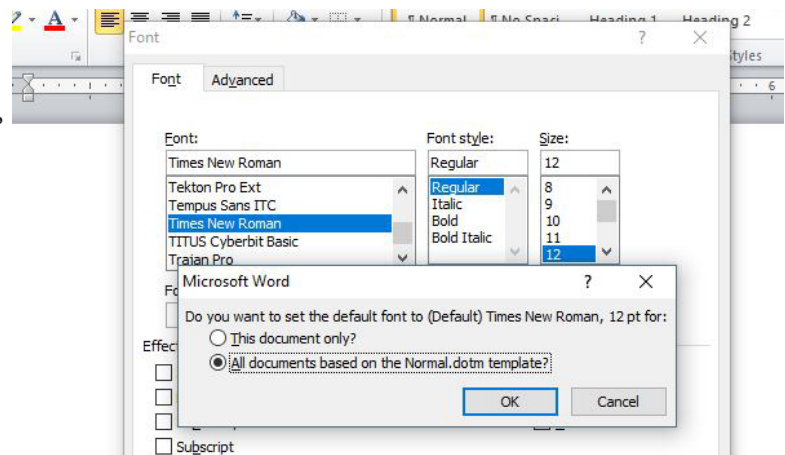 A
¶ Normal ¶ No Spaci... Heading 1 Heading 2
Font ?
Styles
Font Advanced
6
Font: Font style: Size:
Times New Roman Regular 12
Tekton Pro Ext Regular 8
Tempus Sans ITC Italic 9
Times New Roman Bold 10
TITUS Cyberbit Basic Bold Italic 11
Trajan Pro 12
Microsoft Word ?
Do you want to set the default font to (Default) Times New Roman, 12 pt for:
This document only?
Effec
All documents based on the Normal.dotm template?
OK Cancel
Subscript